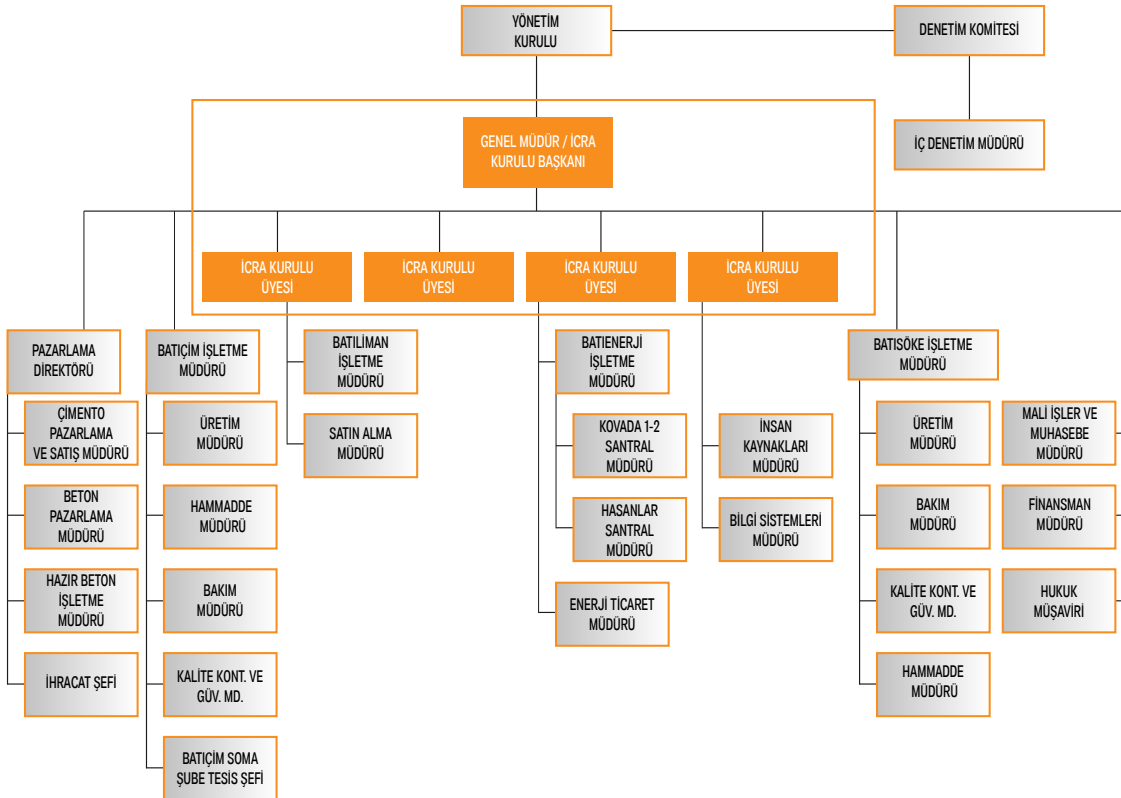 YÖNETİM
KURULU
DENETİM KOMİTESİ
İÇ DENETİM MÜDÜRÜ
GENEL MÜDÜR / İCRA
KURULU BAŞKANI
İCRA KURULU
ÜYESİ
İCRA KURULU
ÜYESİ
İCRA KURULU
ÜYESİ
İCRA KURULU
ÜYESİ
PAZARLAMA
DİREKTÖRÜ
ÇİMENTO
PAZARLAMA
VE SATIŞ MÜDÜRÜ
BETON
PAZARLAMA
MÜDÜRÜ
HAZIR BETON
İŞLETME
MÜDÜRÜ
İHRACAT ŞEFİ
BATIÇİM İŞLETME
MÜDÜRÜ
ÜRETİM
MÜDÜRÜ
HAMMADDE
MÜDÜRÜ
BAKIM
MÜDÜRÜ
KALİTE KONT. VE
GÜV. MD.
BATIÇİM SOMA
ŞUBE TESİS ŞEFİ
BATILİMAN
İŞLETME
MÜDÜRÜ
SATIN ALMA
MÜDÜRÜ
BATIENERJİ
İŞLETME
MÜDÜRÜ
KOVADA 1-2
SANTRAL
MÜDÜRÜ
HASANLAR
SANTRAL
MÜDÜRÜ
ENERJİ TİCARET
MÜDÜRÜ
İNSAN
KAYNAKLARI
MÜDÜRÜ
BİLGİ SİSTEMLERİ
MÜDÜRÜ
BATISÖKE İŞLETME
MÜDÜRÜ
ÜRETİM
MÜDÜRÜ
BAKIM
MÜDÜRÜ
KALİTE KONT. VE
GÜV. MD.
HAMMADDE
MÜDÜRÜ
MALİ İŞLER VE
MUHASEBE
MÜDÜRÜ
FİNANSMAN
MÜDÜRÜ
HUKUK
MÜŞAVİRİ